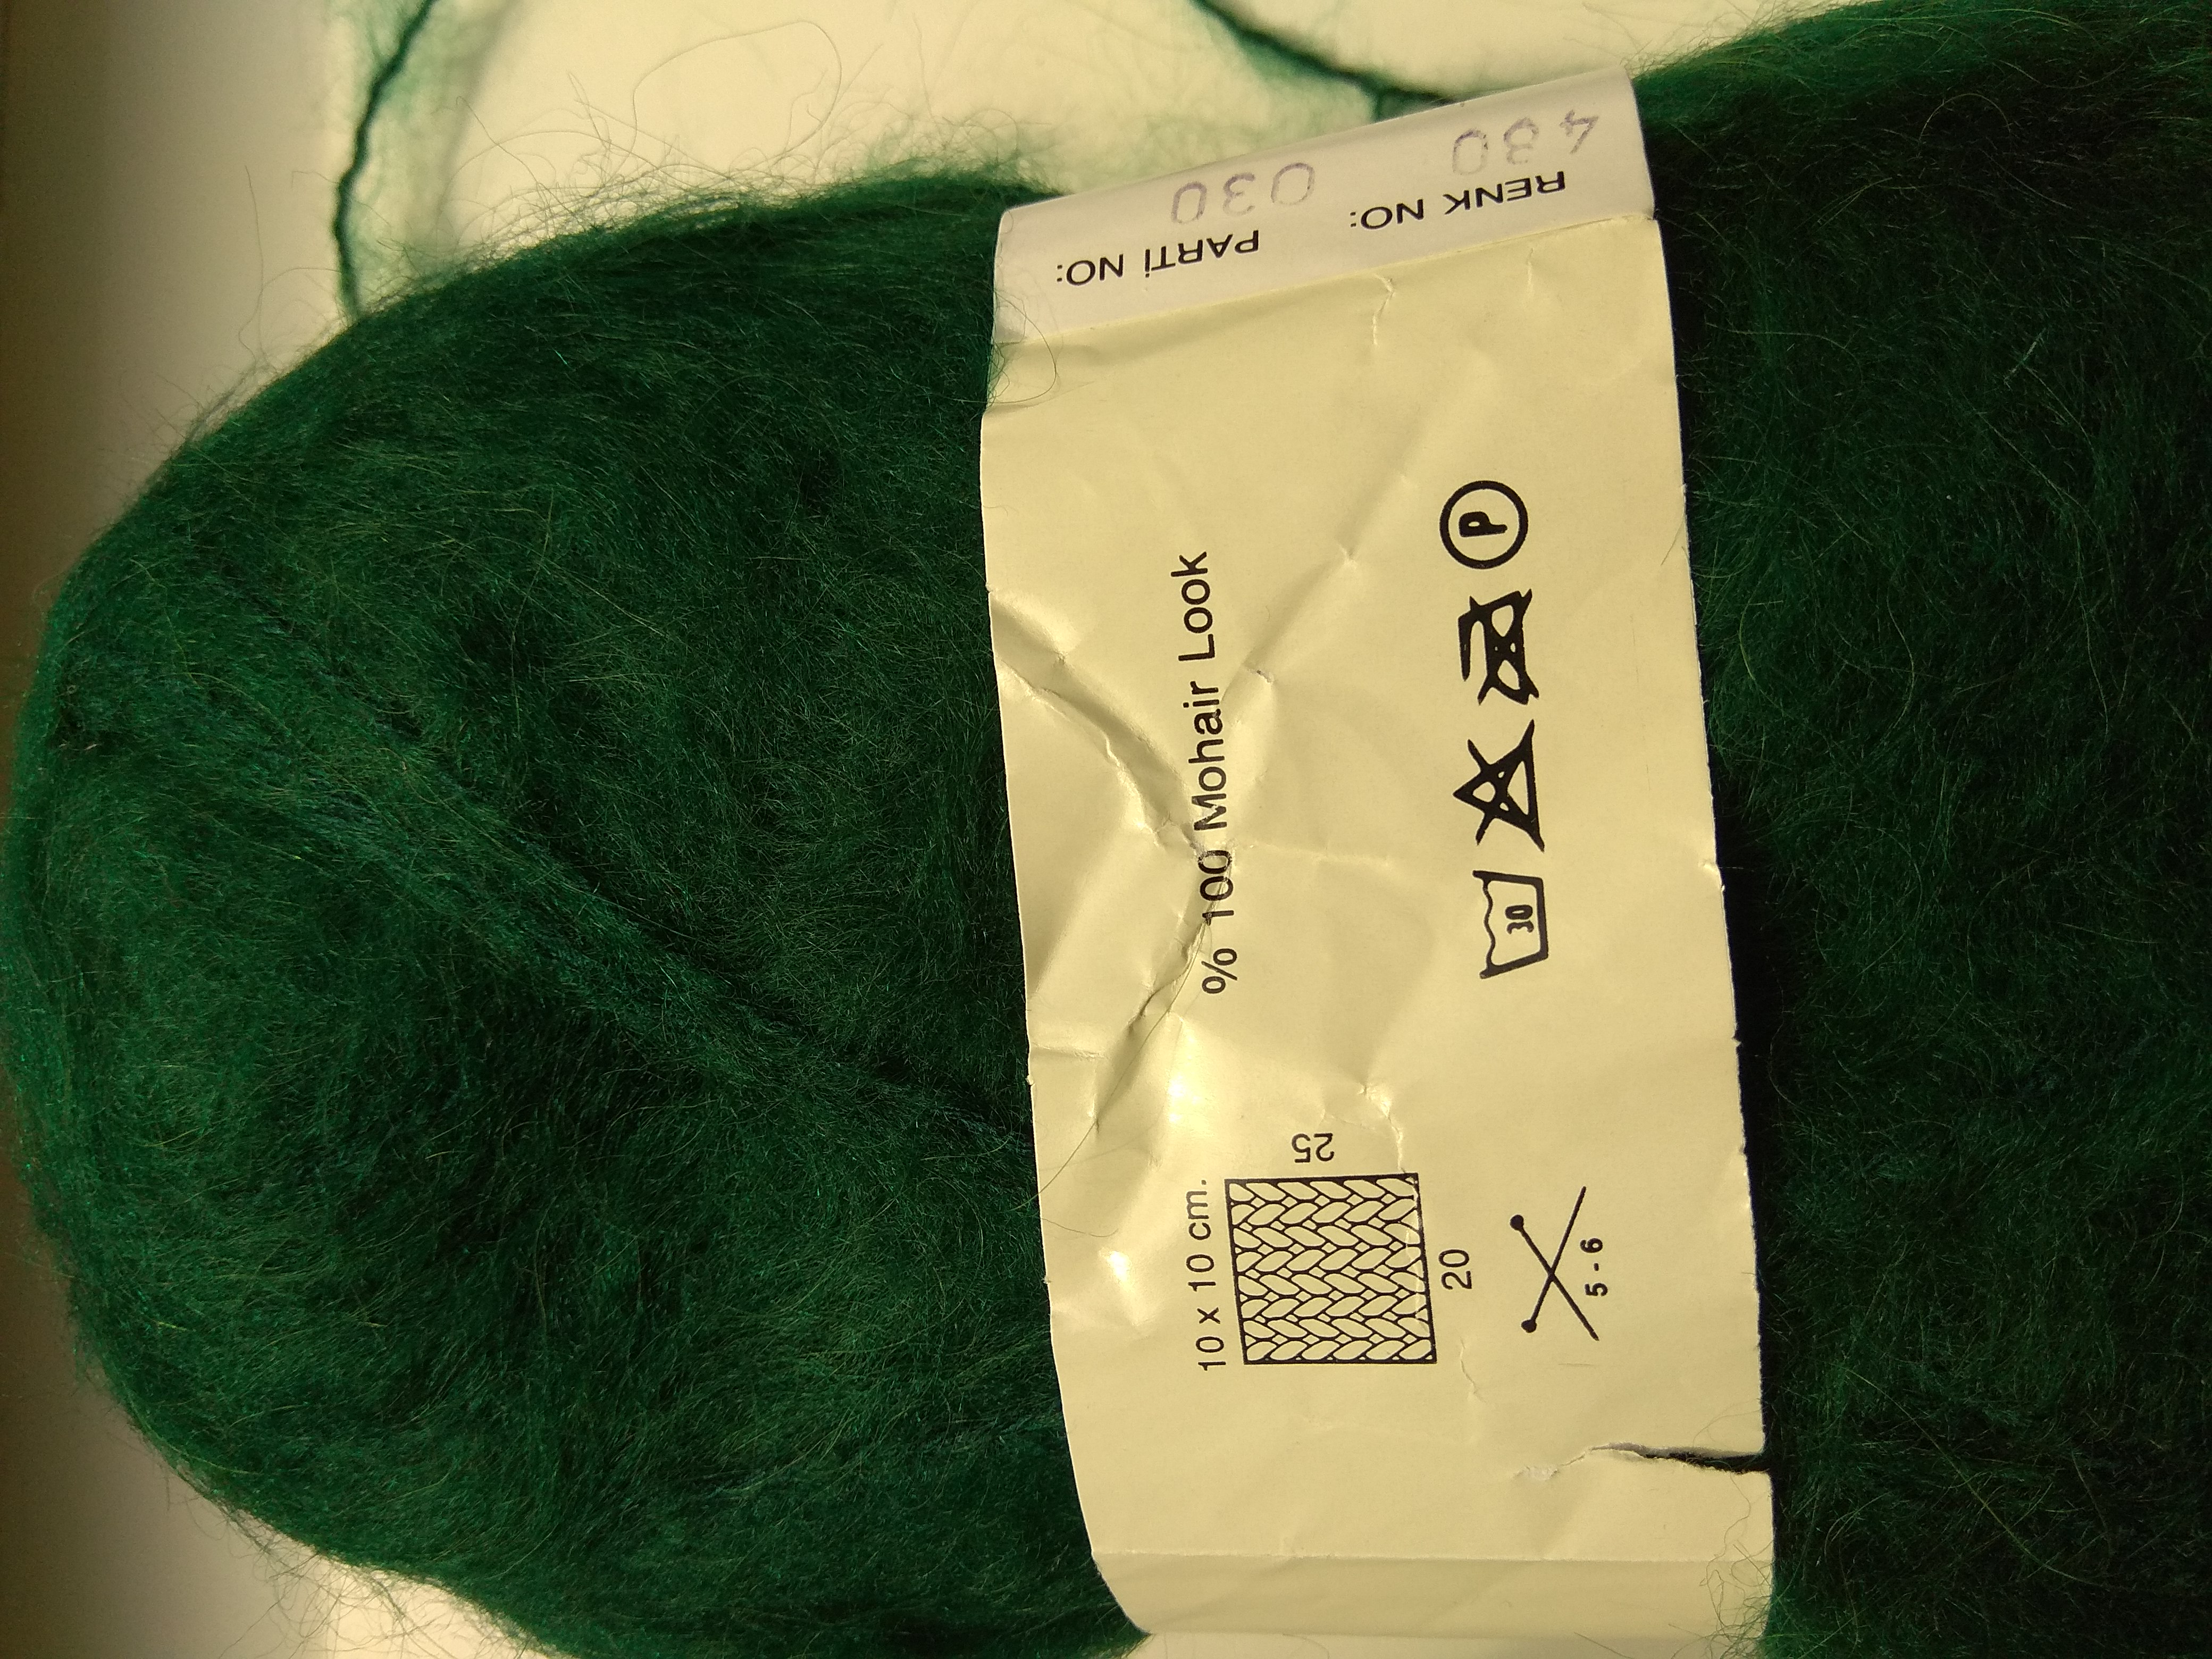 RENK NO: 430
PARTİ NO: 030
% 100 Mohair Look
10 x 10 cm.
25
20
5 - 6
30
P